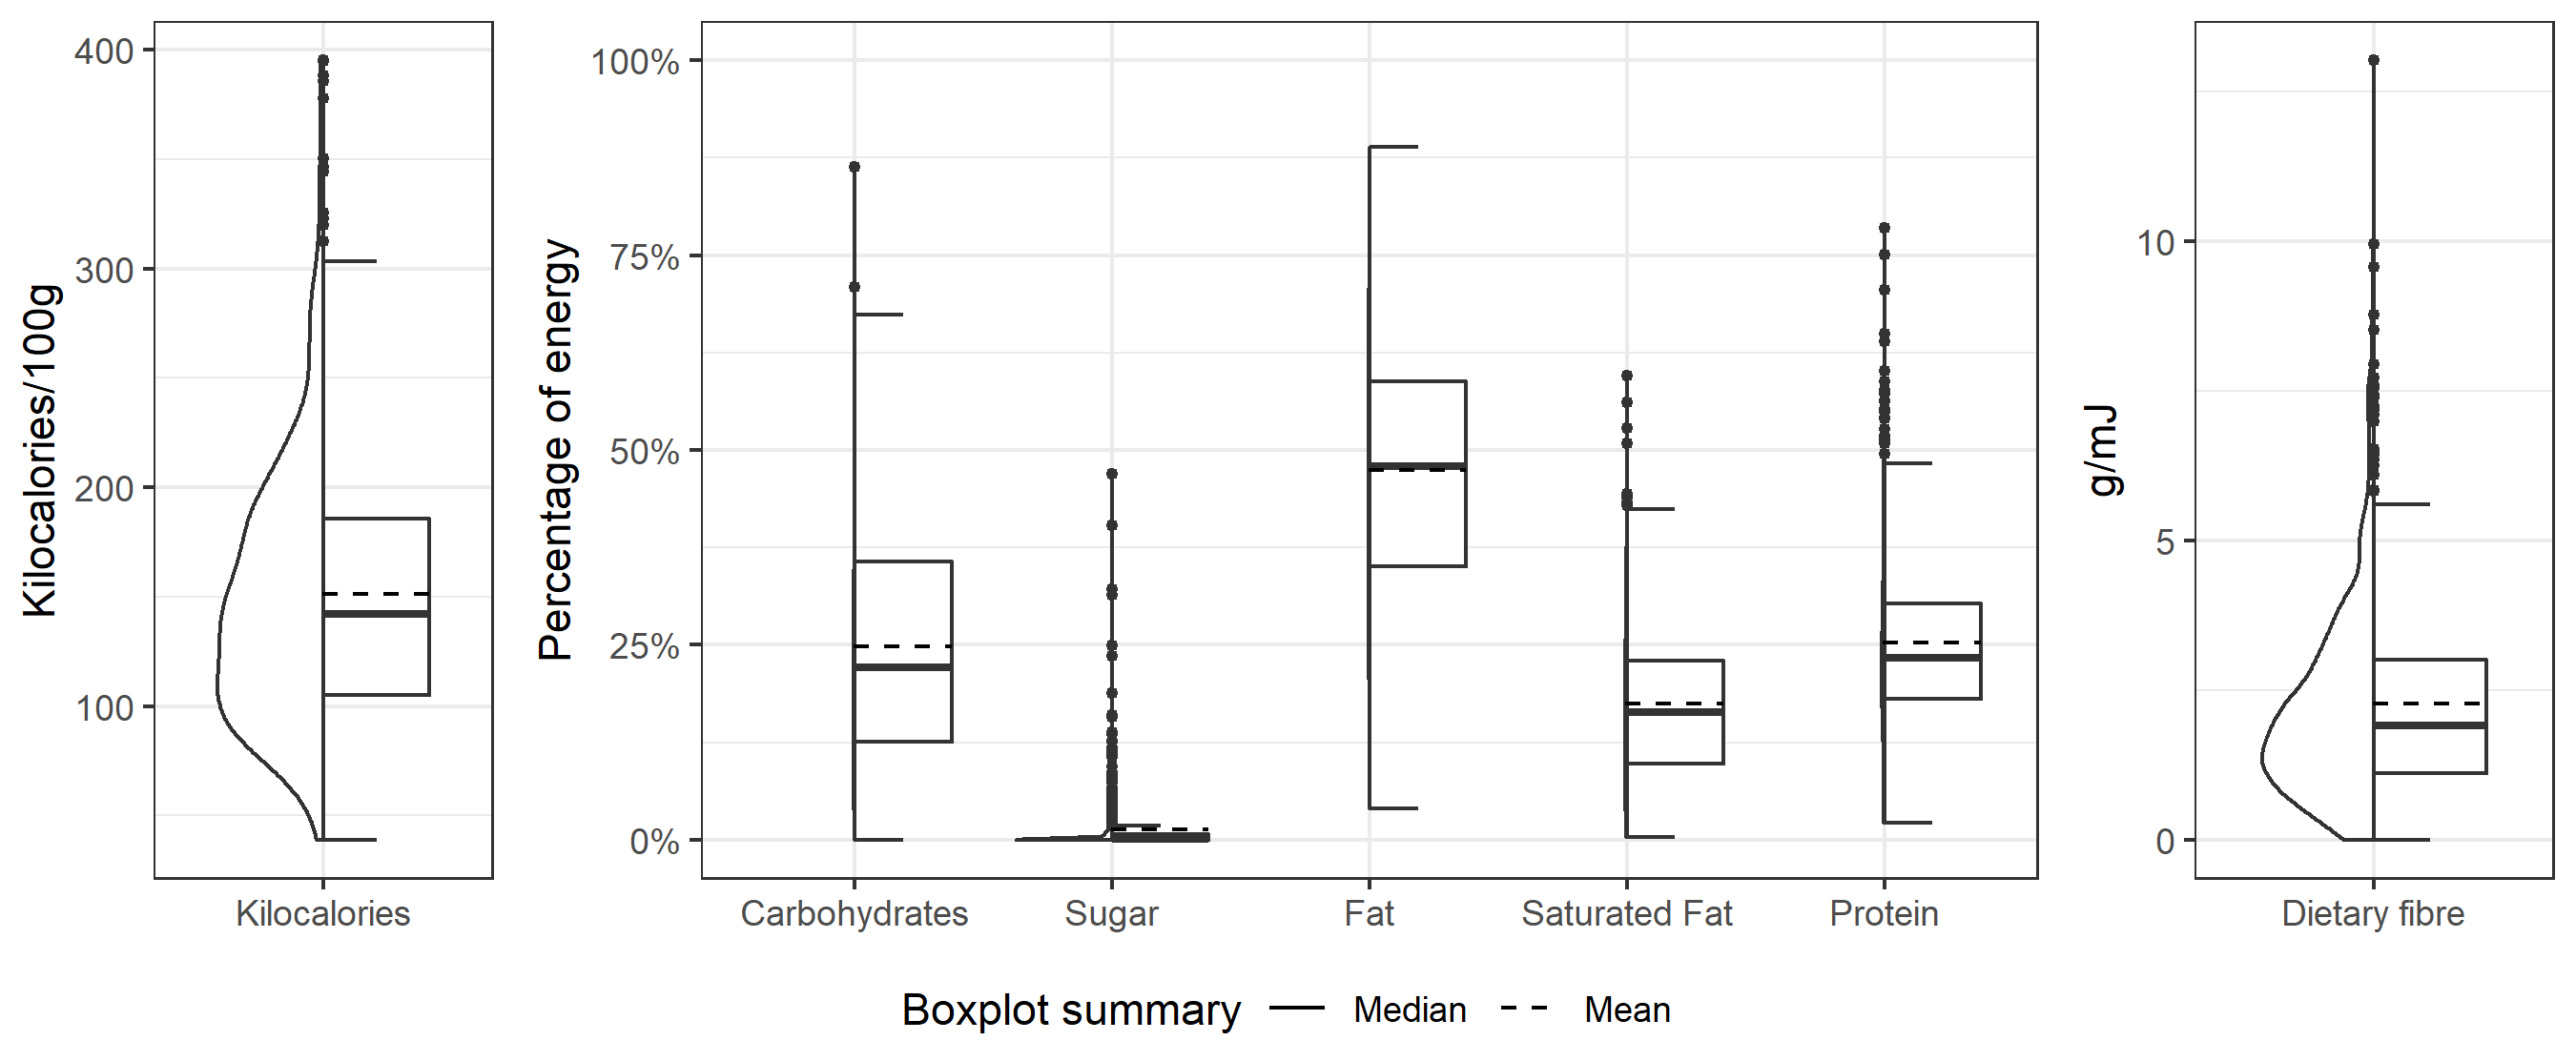 Kilocalories/100g
400
300
200
100
Kilocalories
Percentage of energy
100%
75%
50%
25%
0%
Carbohydrates
Sugar
Fat
Saturated Fat
Protein
g/mJ
10
5
0
Dietary fibre
Boxplot summary Median Mean